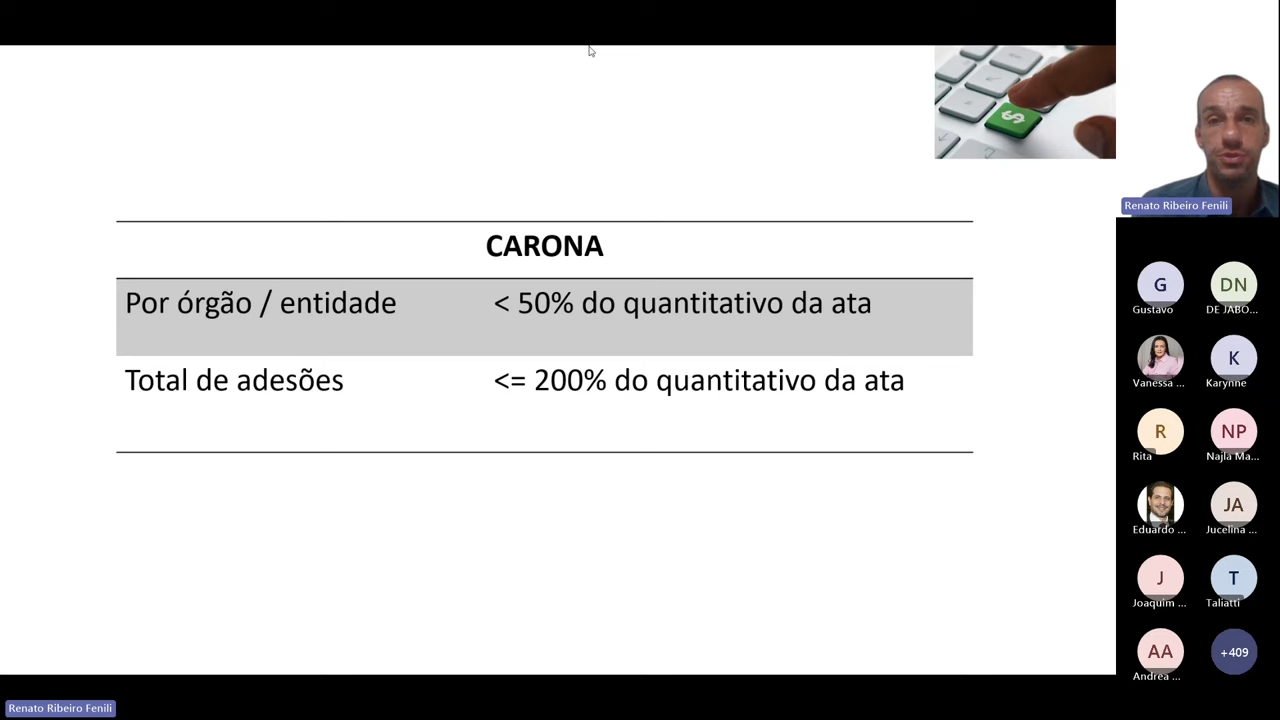 CARONA
Por órgão / entidade < 50% do quantitativo da ata
Total de adesões <= 200% do quantitativo da ata
$
Renato Ribeiro Fenili
G DN
Gustavo DE JABO...
Vanessa ... K
Karynne
R NP
Rita Najla Ma...
JA
Eduardo ... Jucelina ...
J T
Joaquim ... Taliatti
AA +409
Andréa ...
Renato Ribeiro Fenili